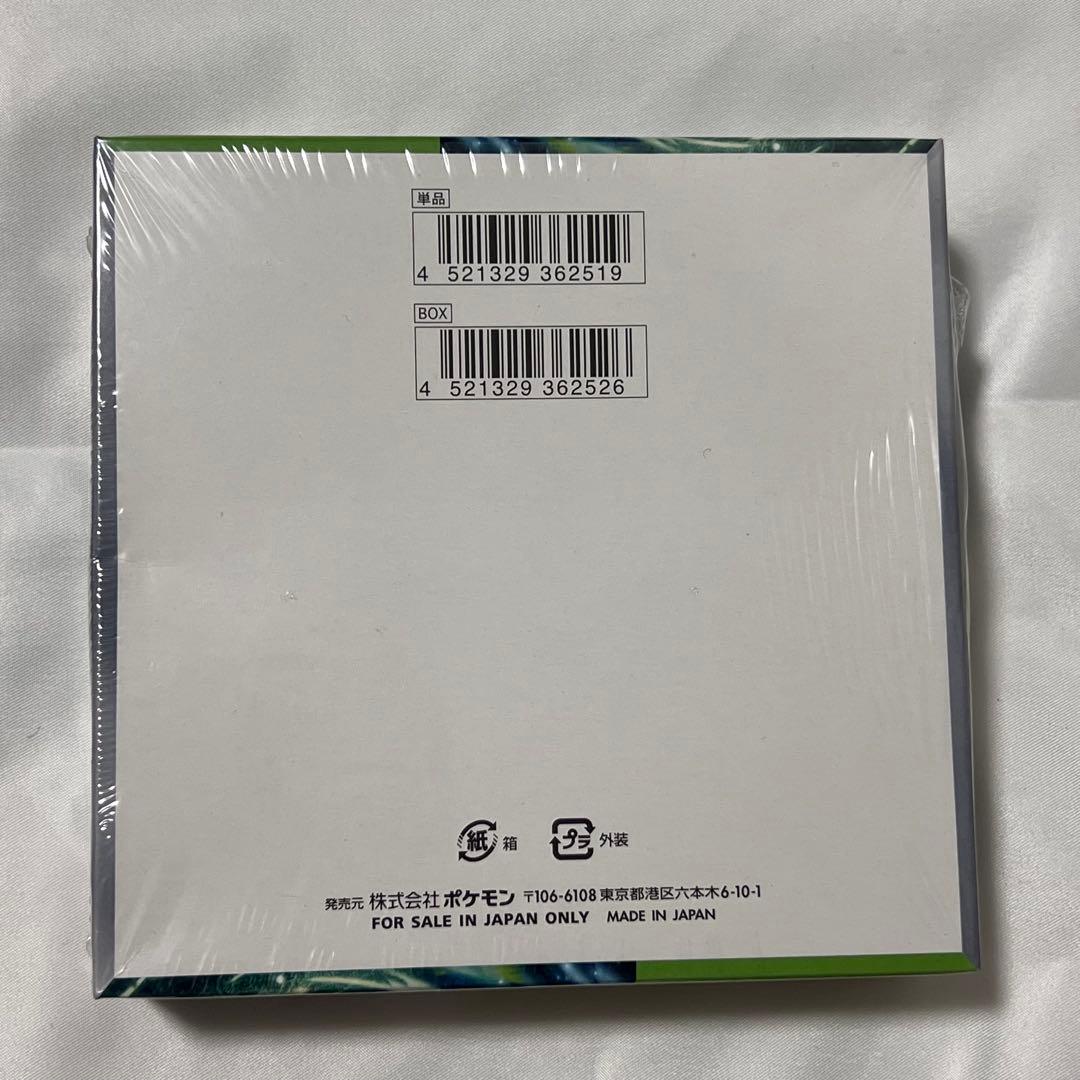 単品
4 521329 362519
BOX
4 521329 362526
紙 箱 プラ 外装
発売元 株式会社 ポケモン 〒106-6108 東京都港区六本木6-10-1
FOR SALE IN JAPAN ONLY MADE IN JAPAN